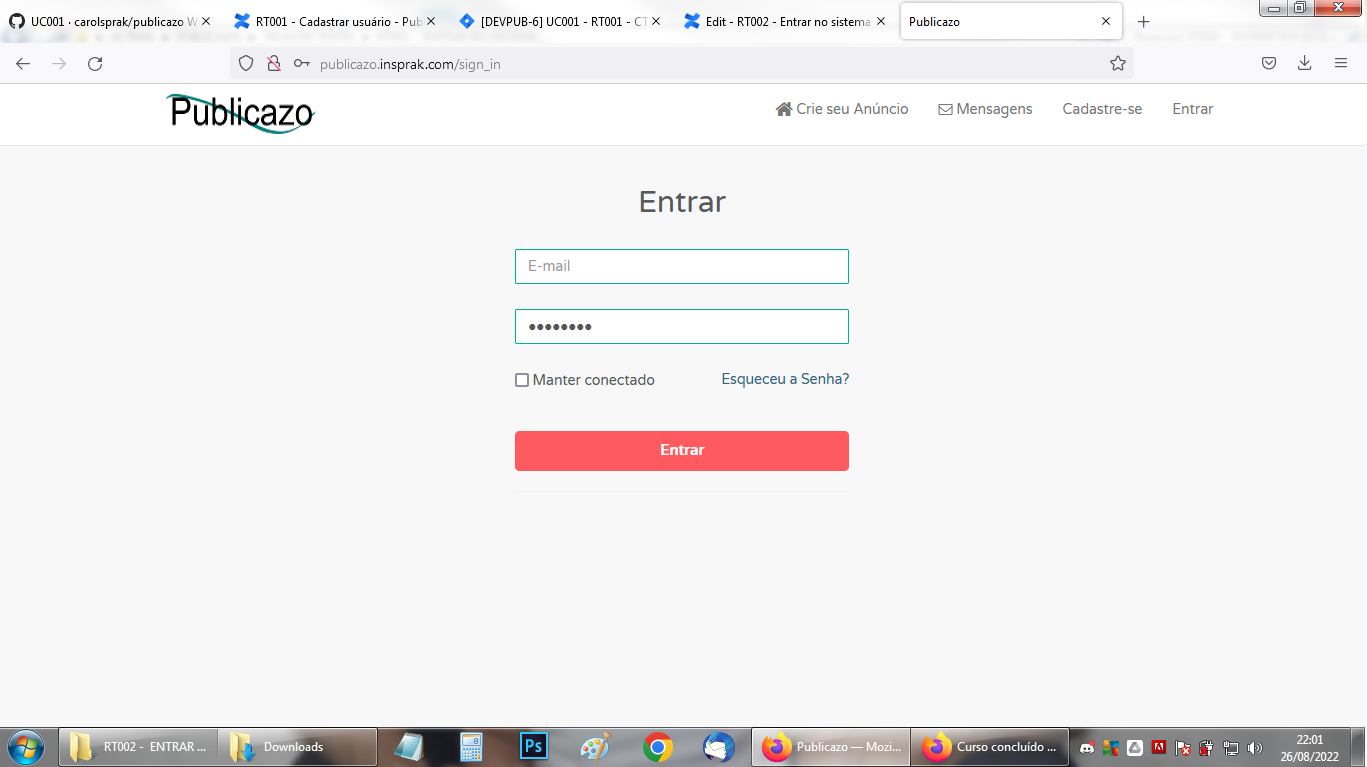 UC001 · carolsprak/publicazo W
RT001 - Cadastrar usuário - Pub
[DEVPUB-6] UC001 - RT001 - CT
Edit - RT002 - Entrar no sistema
Publicazo
publicazo.insprak.com/sign_in
Publicazo
Crie seu Anúncio
Mensagens
Cadastre-se
Entrar
Entrar
E-mail
••••••••
Manter conectado
Esqueceu a Senha?
Entrar
RT002 - ENTRAR ...
Downloads
Ps
Publicazo — Mozi...
Curso concluído ...
22:01
26/08/2022